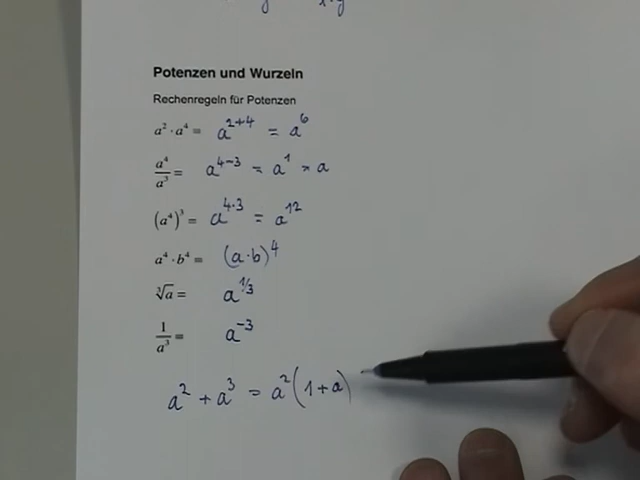 x·y
Potenzen und Wurzeln
Rechenregeln für Potenzen
a² · a⁴ = a²⁺⁴ = a⁶
a⁴/a³ = a⁴⁻³ = a¹ = a
(a⁴)³ = a⁴·³ = a¹²
a⁴ · b⁴ = (a·b)⁴
∛a = a^(1/3)
1/a³ = a⁻³
a² + a³ = a²(1+a)